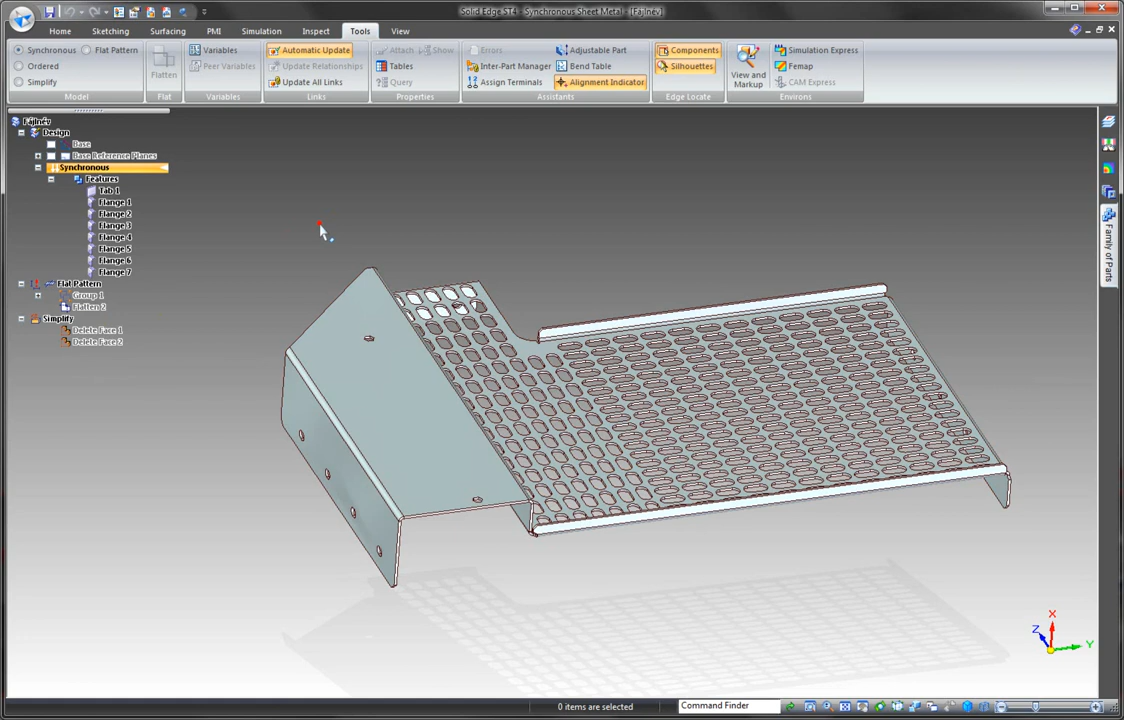 Solid Edge ST4 - Synchronous Sheet Metal - [Fájlnév]
Home Sketching Surfacing PMI Simulation Inspect Tools View
Synchronous Flat Pattern
Ordered
Simplify
Model
Flatten
Flat
Variables
Peer Variables
Variables
Automatic Update
Update Relationships
Update All Links
Links
Attach Show
Tables
Query
Properties
Errors
Inter-Part Manager
Assign Terminals
Adjustable Part
Bend Table
Alignment Indicator
Assistants
Components
Silhouettes
Edge Locate
View and
Markup
Simulation Express
Femap
CAM Express
Environs
Fájlnév
Design
Base
Base Reference Planes
Synchronous
Features
Tab 1
Flange 1
Flange 2
Flange 3
Flange 4
Flange 5
Flange 6
Flange 7
Flat Pattern
Group 1
Flatten 2
Simplify
Delete Face 1
Delete Face 2
Family of Parts
X
Z
Y
0 items are selected
Command Finder